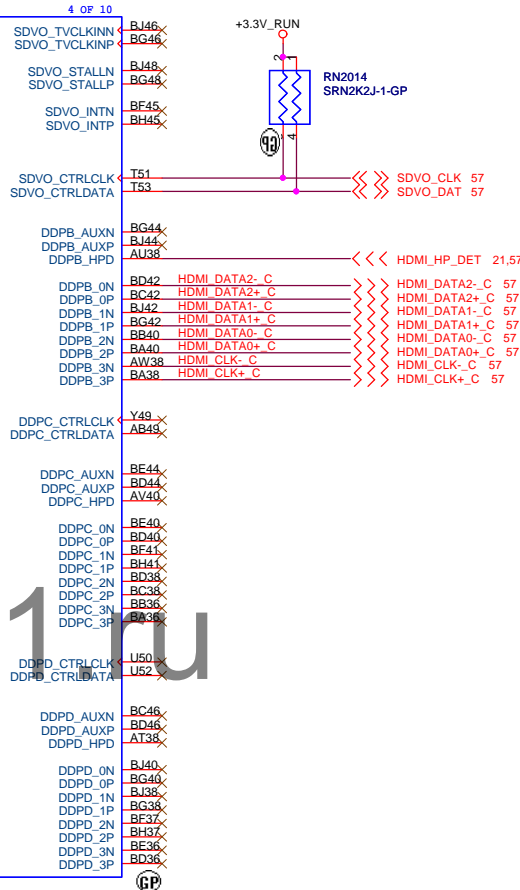 4 OF 10
SDVO_TVCLKINN BJ46
SDVO_TVCLKINP BG46
SDVO_STALLN BJ48
SDVO_STALLP BG48
SDVO_INTN BF45
SDVO_INTP BH45
+3.3V_RUN
2 1
RN2014
SRN2K2J-1-GP
4
GP
SDVO_CTRLCLK T51 SDVO_CLK 57
SDVO_CTRLDATA T53 SDVO_DAT 57
DDPB_AUXN BG44
DDPB_AUXP BJ44
DDPB_HPD AU38 HDMI_HP_DET 21,57
DDPB_0N BD42 HDMI_DATA2-_C HDMI_DATA2-_C 57
DDPB_0P BC42 HDMI_DATA2+_C HDMI_DATA2+_C 57
DDPB_1N BJ42 HDMI_DATA1-_C HDMI_DATA1-_C 57
DDPB_1P BG42 HDMI_DATA1+_C HDMI_DATA1+_C 57
DDPB_2N BB40 HDMI_DATA0-_C HDMI_DATA0-_C 57
DDPB_2P BA40 HDMI_DATA0+_C HDMI_DATA0+_C 57
DDPB_3N AW38 HDMI_CLK-_C HDMI_CLK-_C 57
DDPB_3P BA38 HDMI_CLK+_C HDMI_CLK+_C 57
DDPC_CTRLCLK Y49
DDPC_CTRLDATA AB49
DDPC_AUXN BE44
DDPC_AUXP BD44
DDPC_HPD AV40
DDPC_0N BE40
DDPC_0P BD40
DDPC_1N BF41
DDPC_1P BH41
DDPC_2N BD38
DDPC_2P BC38
DDPC_3N BB36
DDPC_3P BA36
1.ru
DDPD_CTRLCLK U50
DDPD_CTRLDATA U52
DDPD_AUXN BC46
DDPD_AUXP BD46
DDPD_HPD AT38
DDPD_0N BJ40
DDPD_0P BG40
DDPD_1N BJ38
DDPD_1P BG38
DDPD_2N BF37
DDPD_2P BH37
DDPD_3N BE36
DDPD_3P BD36
GP